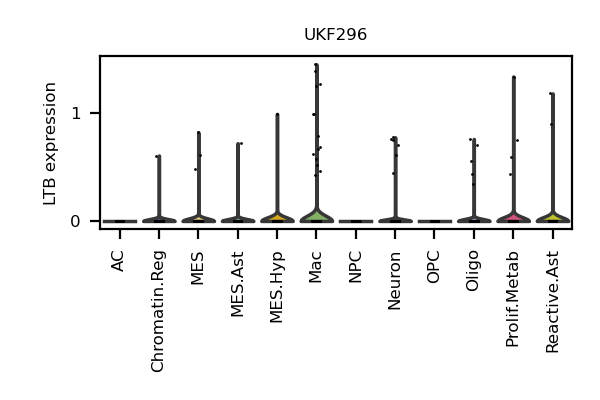 UKF296
LTB expression
1
0
AC
Chromatin.Reg
MES
MES.Ast
MES.Hyp
Mac
NPC
Neuron
OPC
Oligo
Prolif.Metab
Reactive.Ast